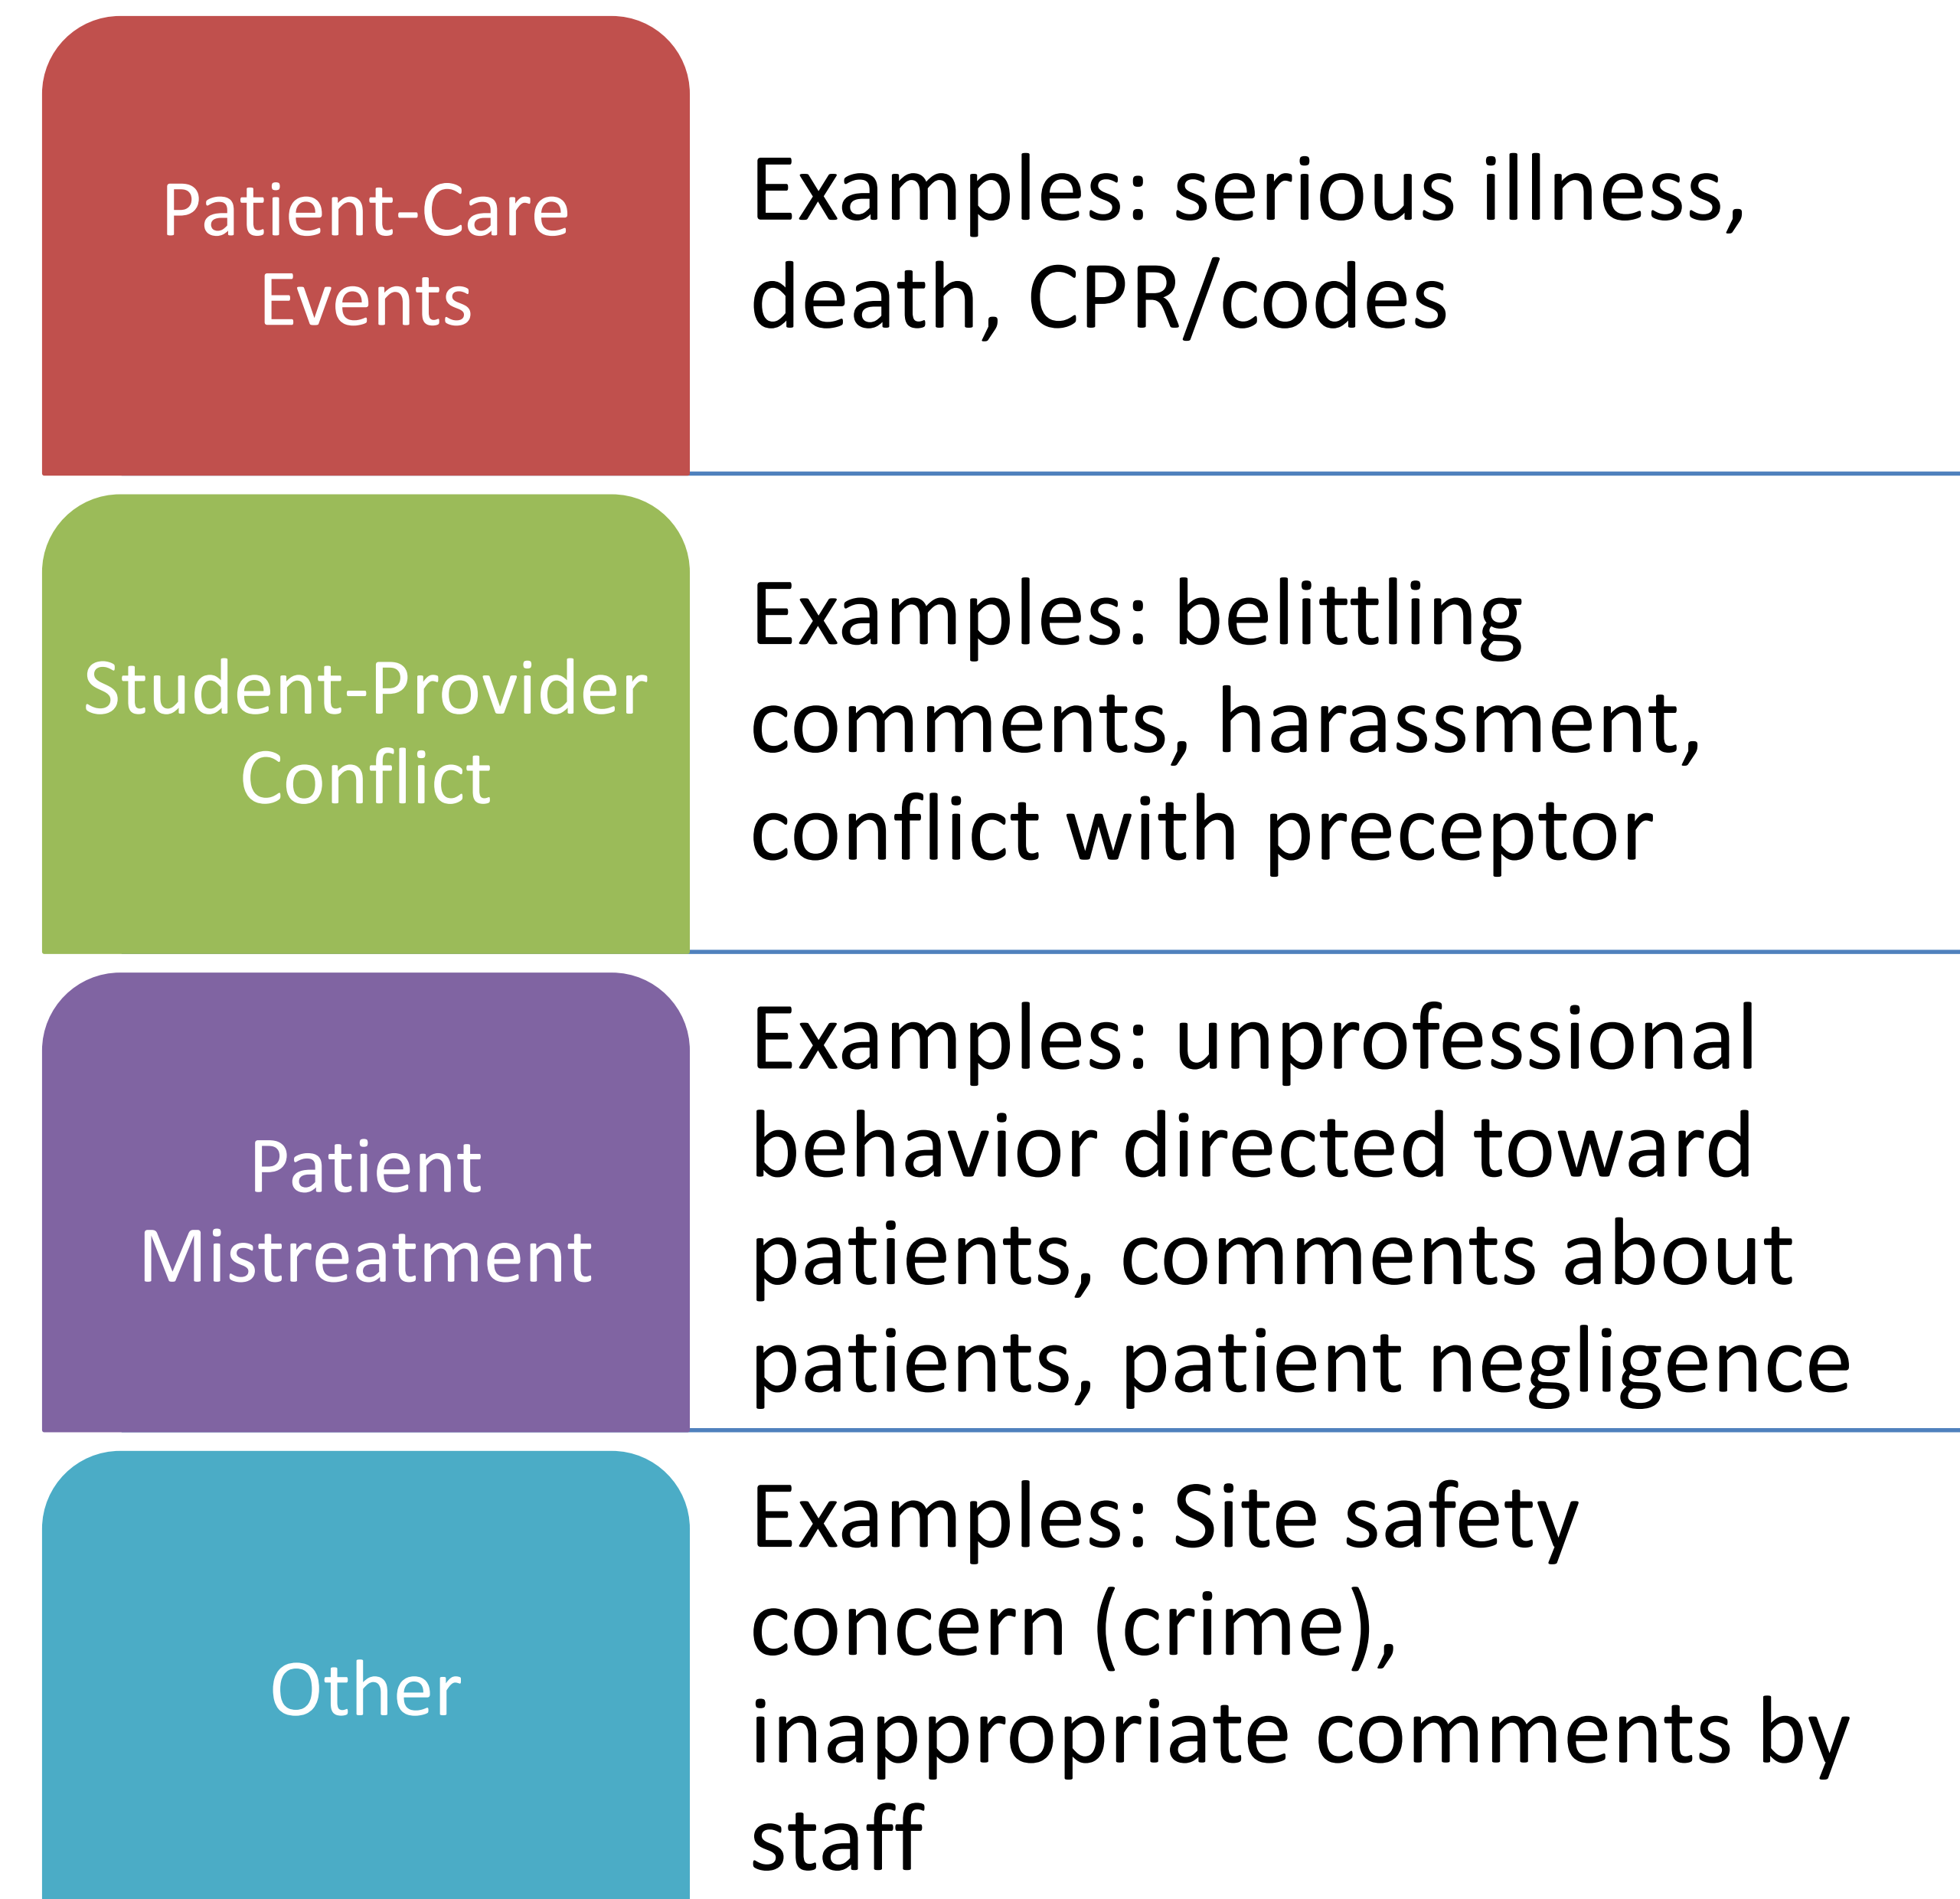 Patient-Care
Events
Examples: serious illness,
death, CPR/codes
Student-Provider
Conflict
Examples: belittling
comments, harassment,
conflict with preceptor
Patient
Mistreatment
Examples: unprofessional
behavior directed toward
patients, comments about
patients, patient negligence
Other
Examples: Site safety
concern (crime),
inappropriate comments by
staff